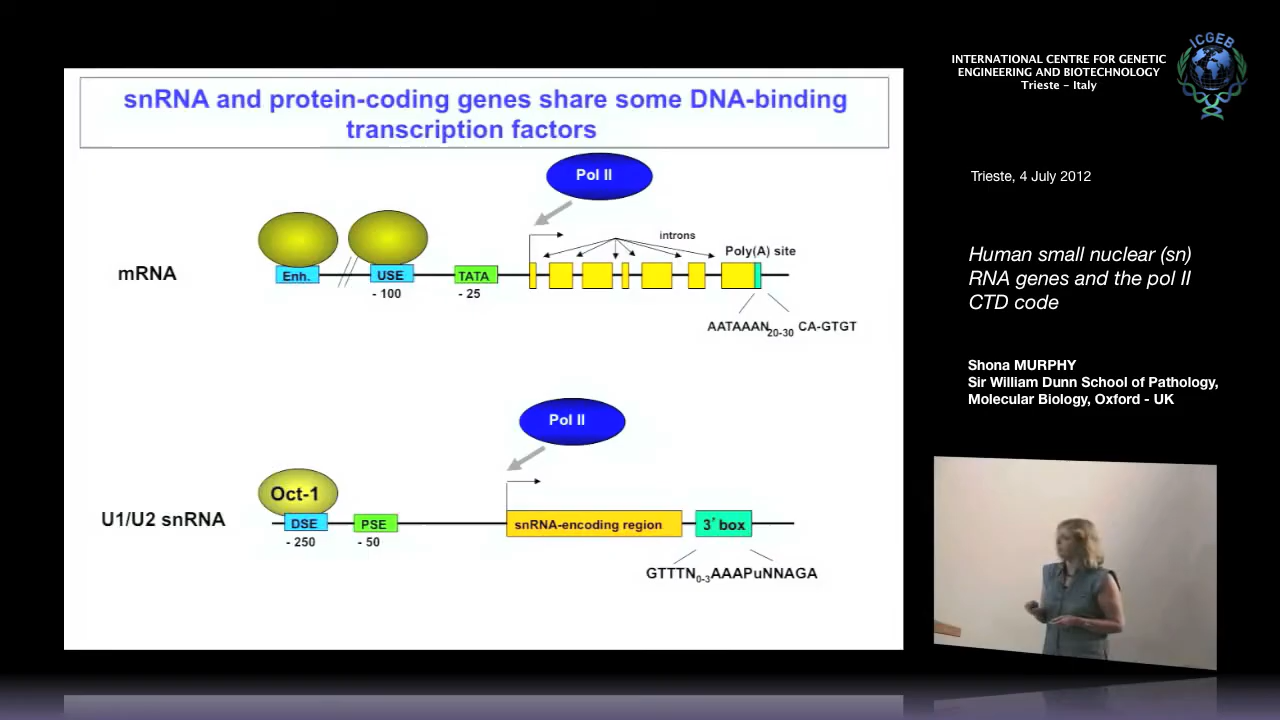 snRNA and protein-coding genes share some DNA-binding
transcription factors
Pol II
introns
Poly(A) site
mRNA
Enh.
USE
TATA
- 100
- 25
AATAAAN20-30 CA-GTGT
Pol II
Oct-1
U1/U2 snRNA
DSE
PSE
snRNA-encoding region
3' box
- 250
- 50
GTTTN0-3AAAPuNNAGA
INTERNATIONAL CENTRE FOR GENETIC
ENGINEERING AND BIOTECHNOLOGY
Trieste - Italy
ICGEB
Trieste, 4 July 2012
Human small nuclear (sn)
RNA genes and the pol II
CTD code
Shona MURPHY
Sir William Dunn School of Pathology,
Molecular Biology, Oxford - UK